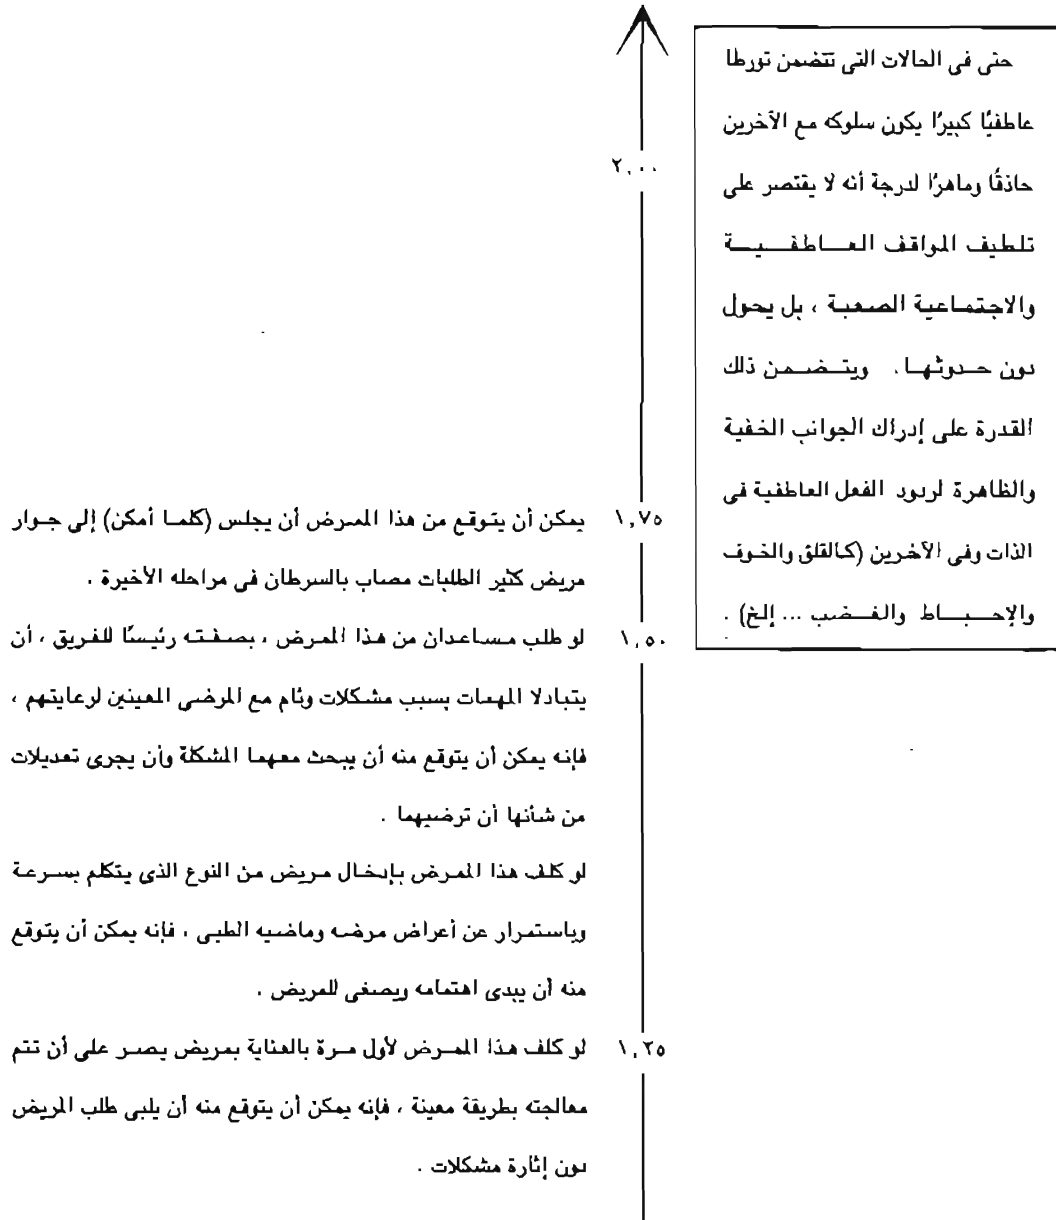 حتى فى الحالات التى تتضمن تورطا
عاطفيًا كبيرًا يكون سلوكه مع الآخرين
حاذقًا وماهرًا لدرجة أنه لا يقتصر على
تلطيف المواقف العاطفية
والاجتماعية الصعبة ، بل يحول
دون حدوثها . ويتضمن ذلك
القدرة على إدراك الجوانب الخفية
والظاهرة لردود الفعل العاطفية فى
الذات وفى الآخرين (كالقلق والخوف
والإحباط والغضب ... إلخ) .
٢,٠٠
١,٧٥ يمكن أن يتوقع من هذا الممرض أن يجلس (كلما أمكن) إلى جوار
مريض كثير الطلبات مصاب بالسرطان فى مراحله الأخيرة .
١,٥٠ لو طلب مساعدان من هذا الممرض ، بصفته رئيسًا للفريق ، أن
يتبادلا المهمات بسبب مشكلات وئام مع المرضى المعينين لرعايتهم ،
فإنه يمكن أن يتوقع منه أن يبحث معهما المشكلة وأن يجرى تعديلات
من شأنها أن ترضيهما .
لو كلف هذا الممرض بإدخال مريض من النوع الذى يتكلم بسرعة
وباستمرار عن أعراض مرضه وماضيه الطبى ، فإنه يمكن أن يتوقع
منه أن يبدى اهتمامه ويصغى للمريض .
١,٢٥ لو كلف هذا الممرض لأول مرة بالعناية بمريض يصر على أن تتم
معالجته بطريقة معينة ، فإنه يمكن أن يتوقع منه أن يلبى طلب المريض
دون إثارة مشكلات .